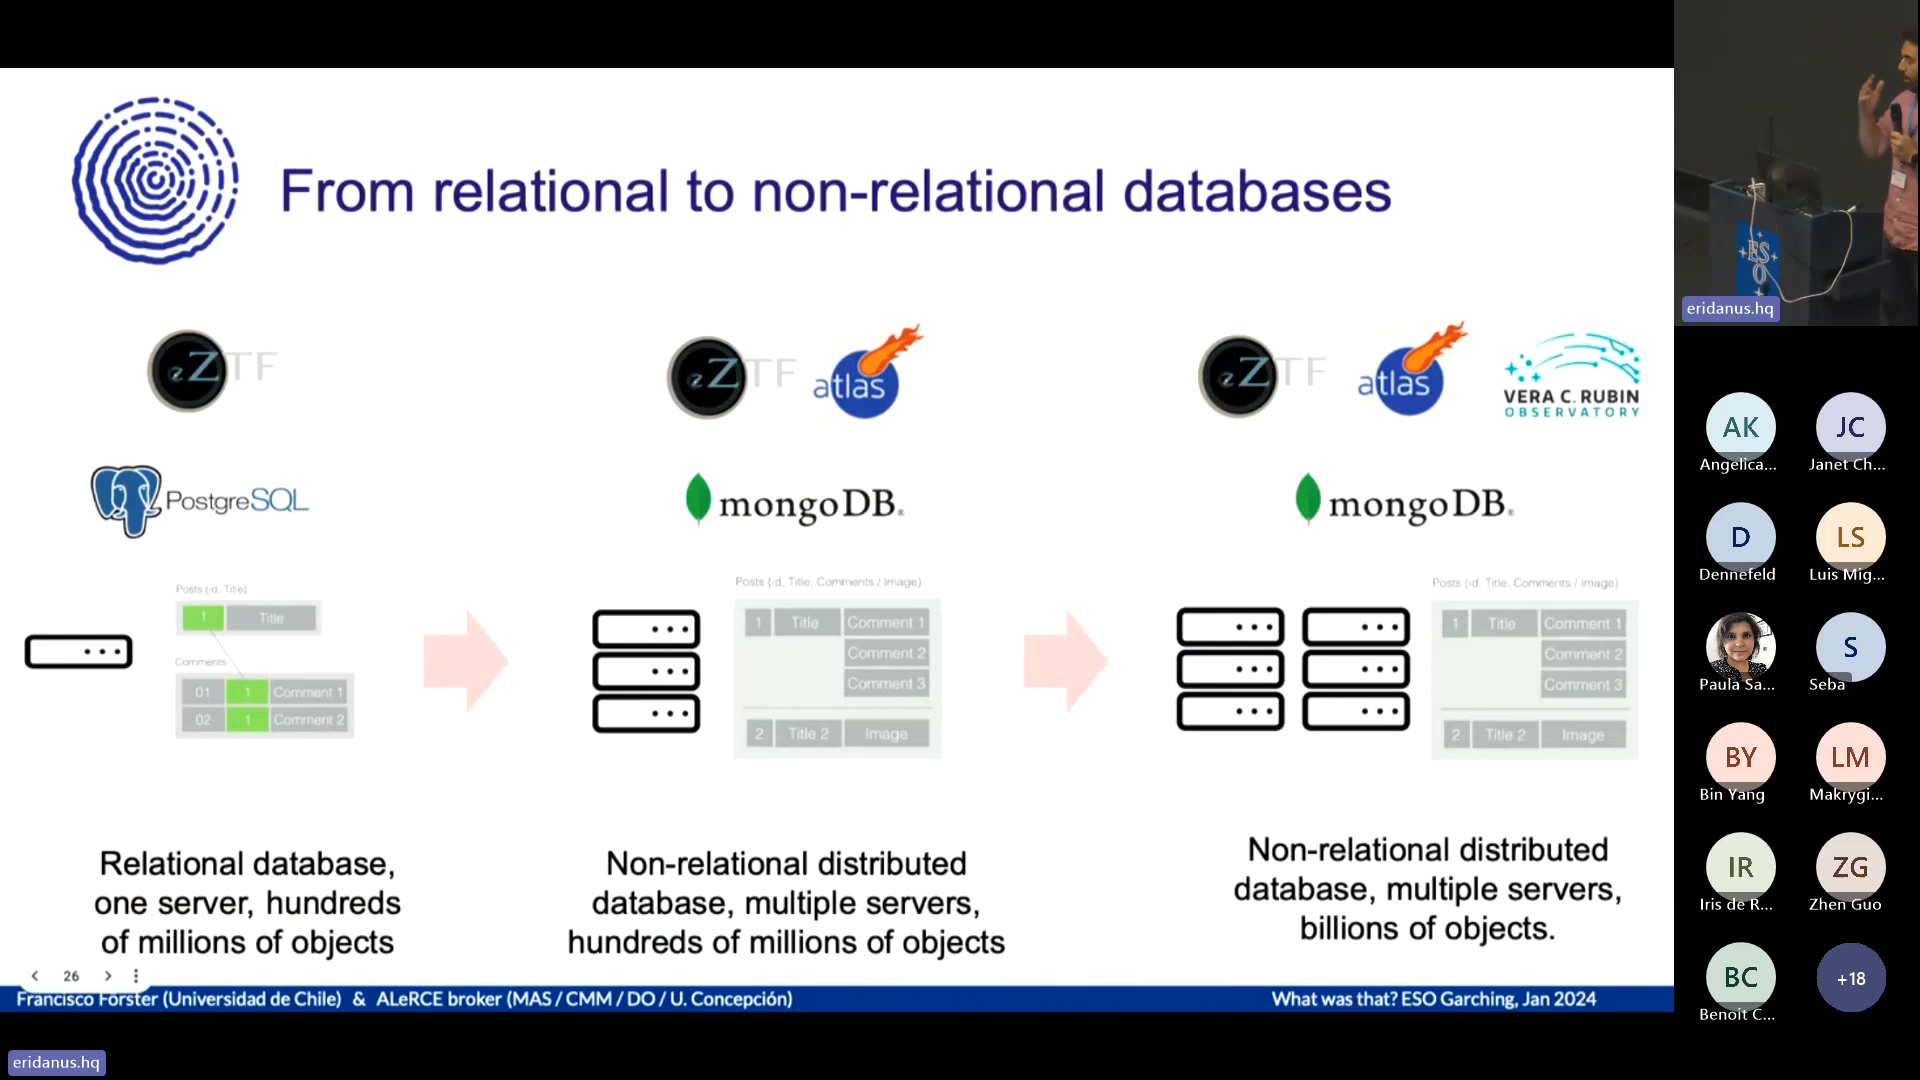 From relational to non-relational databases
ZTF
ZTF
atlas
ZTF
atlas
VERA C. RUBIN
OBSERVATORY
PostgreSQL
mongoDB®
mongoDB®
Posts (id, Title)
1 Title
Comments
01 1 Comment 1
02 1 Comment 2
Posts (id, Title, Comments / Image)
1 Title Comment 1
Comment 2
Comment 3
2 Title 2 Image
Posts (id, Title, Comments / Image)
1 Title Comment 1
Comment 2
Comment 3
2 Title 2 Image
Relational database,
one server, hundreds
of millions of objects
Non-relational distributed
database, multiple servers,
hundreds of millions of objects
Non-relational distributed
database, multiple servers,
billions of objects.
26
Francisco Förster (Universidad de Chile) & ALeRCE broker (MAS / CMM / DO / U. Concepción)
What was that? ESO Garching, Jan 2024
eridanus.hq
ESO
eridanus.hq
AK
Angelica...
JC
Janet Ch...
D
Dennefeld
LS
Luis Mig...
Paula Sa...
S
Seba
BY
Bin Yang
LM
Makrygi...
IR
Iris de R...
ZG
Zhen Guo
BC
Benoit C...
+18